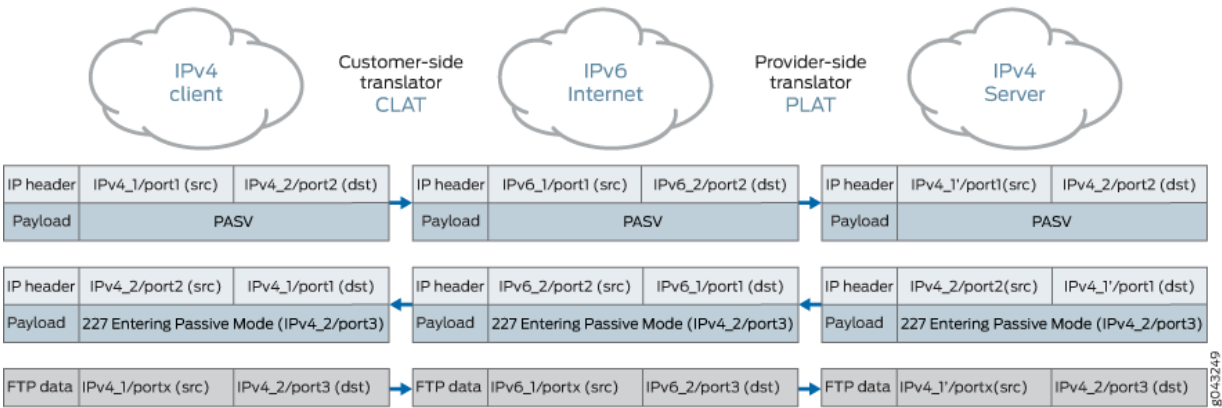 IPv4
client
Customer-side
translator
CLAT
IPv6
Internet
Provider-side
translator
PLAT
IPv4
Server
IP header IPv4_1/port1 (src) IPv4_2/port2 (dst) IP header IPv6_1/port1 (src) IPv6_2/port2 (dst) IP header IPv4_1'/port1(src) IPv4_2/port2 (dst)
Payload PASV Payload PASV Payload PASV
IP header IPv4_2/port2 (src) IPv4_1/port1 (dst) IP header IPv6_2/port2 (src) IPv6_1/port1 (dst) IP header IPv4_2/port2(src) IPv4_1'/port1 (dst)
Payload 227 Entering Passive Mode (IPv4_2/port3) Payload 227 Entering Passive Mode (IPv4_2/port3) Payload 227 Entering Passive Mode (IPv4_2/port3)
FTP data IPv4_1/portx (src) IPv4_2/port3 (dst) FTP data IPv6_1/portx (src) IPv6_2/port3 (dst) FTP data IPv4_1'/portx(src) IPv4_2/port3 (dst)
g043249